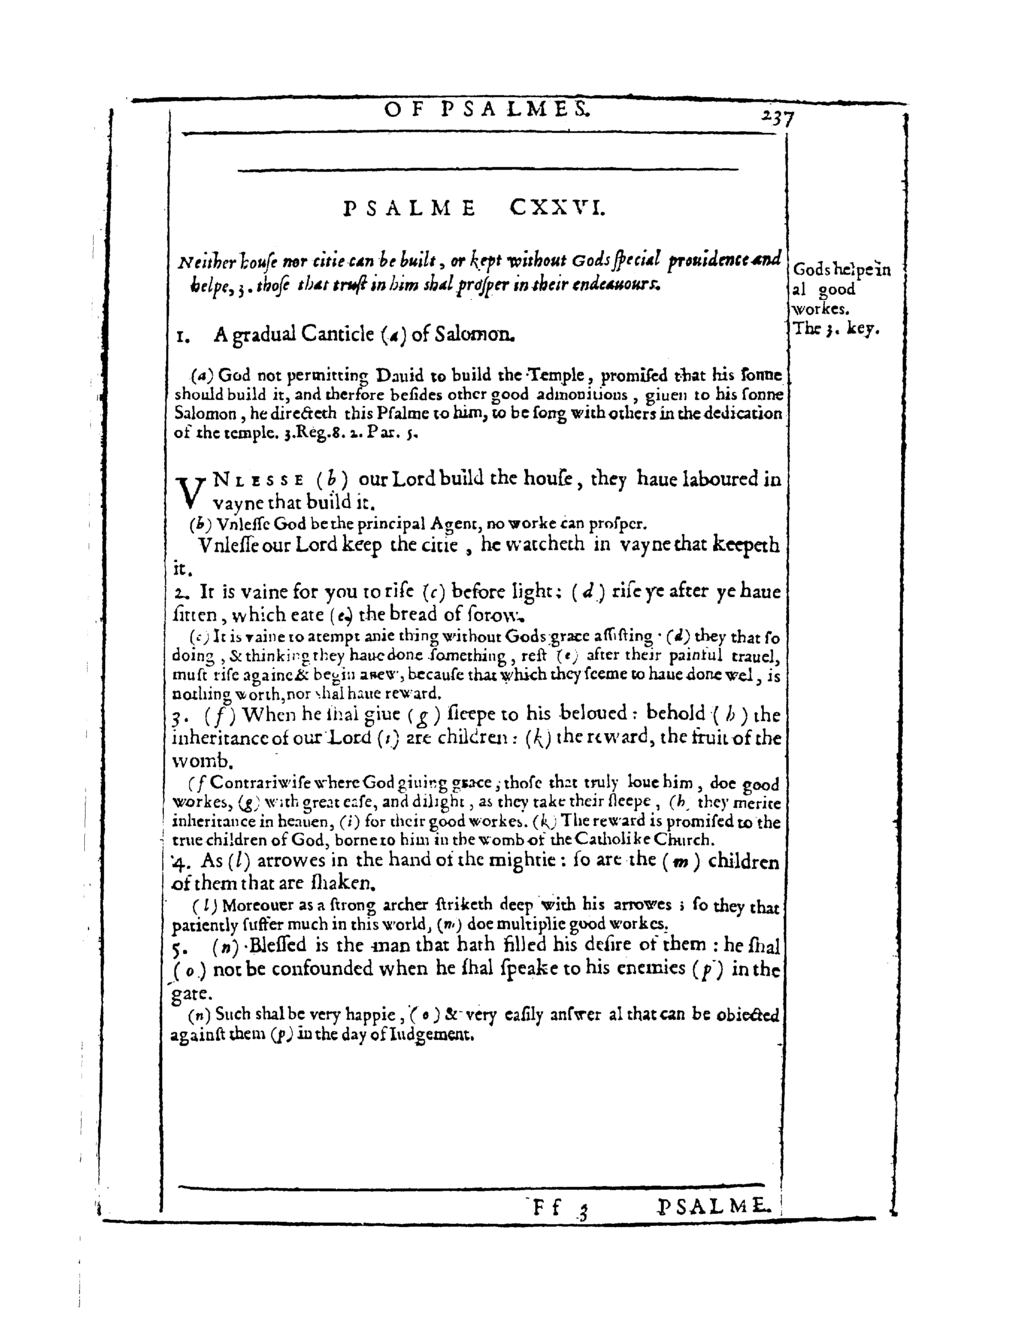 OF PSALMES.
237
PSALME CXXVI.
Neither houſe nor citie can be built, or kept without Gods ſpecial prouidence and
helpe, 3. thoſe that truſt in him shal proſper in their endeauours.
Gods helpe in
al good
workes.
The 3. key.
1. A gradual Canticle (a) of Salomon.
(a) God not permitting Dauid to build the Temple, promiſed that his ſonne
should build it, and therfore beſides other good admonitions, giuen to his ſonne
Salomon, he directeth this Pſalme to him, to be ſong with others in the dedication
of the temple. 3.Reg.8. 2. Par. 5.
VNLESSE (b) our Lord build the houſe, they haue laboured in
vayne that build it.
(b) Vnleſſe God be the principal Agent, no worke can proſper.
Vnleſſe our Lord keep the citie, he watcheth in vayne that keepeth
it.
2. It is vaine for you to riſe (c) before light: (d) riſe ye after ye haue
ſitten, which eate (e) the bread of ſorow.
(c) It is vaine to atempt anie thing without Gods grace aſſiſting. (d) they that ſo
doing, & thinking they haue done ſomething, reſt (e) after their painful trauel,
muſt riſe againe & begin anew, becauſe that which they ſeeme to haue done wel, is
nothing worth, nor shal haue reward.
3. (f) When he ſhal giue (g) ſleepe to his beloued: behold (h) the
inheritance of our Lord (i) are children: (k) the reward, the fruit of the
womb.
(f Contrariwiſe where God giuing grace, thoſe that truly loue him, doe good
workes, (g) with great eaſe, and dilight, as they take their ſleepe, (h) they merite
inheritance in heauen, (i) for their good workes. (k) The reward is promiſed to the
true children of God, borne to him in the womb of the Catholike Church.
4. As (l) arrowes in the hand of the mightie: ſo are the (m) children
of them that are ſhaken.
(l) Moreouer as a ſtrong archer ſtriketh deep with his arrowes; ſo they that
patiently ſuffer much in this world, (m) doe multiplie good workes.
5. (n) Bleſſed is the man that hath filled his deſire of them: he ſhal
(o) not be confounded when he ſhal ſpeake to his enemies (p) in the
gate.
(n) Such shal be very happie, (o) & very eaſily anſwer al that can be obiected
againſt them (p) in the day of Iudgement.
Ff 3
PSALME.